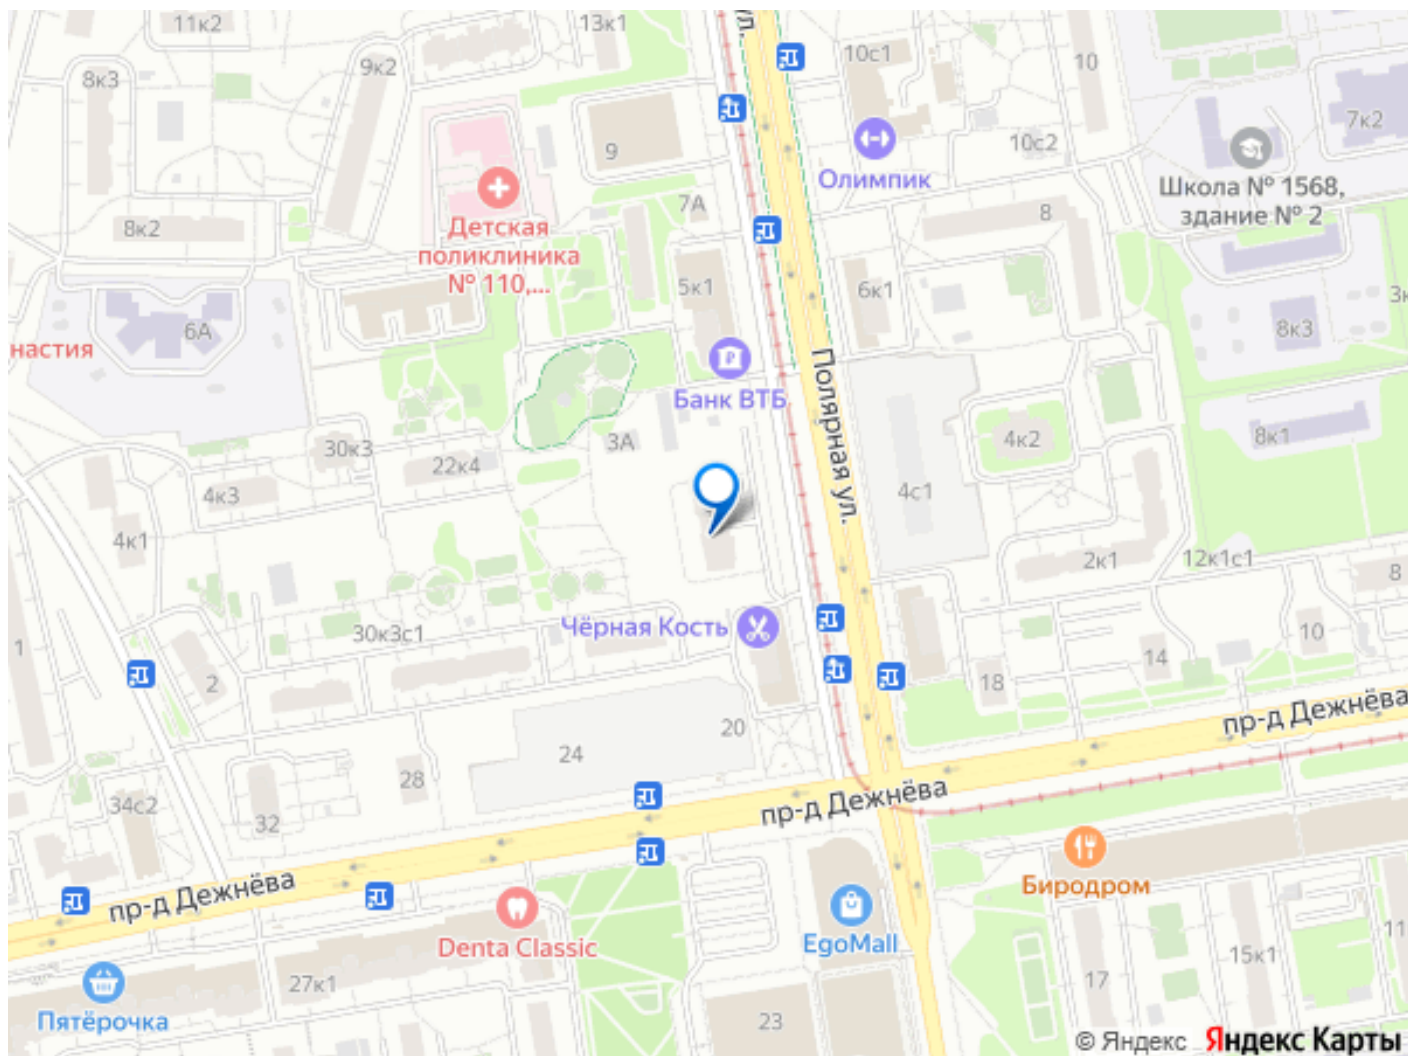 11к2
13к1
ул.
10с1
10
9к2
8к3
7к2
9
10с2
Олимпик
Школа № 1568,
здание № 2
7А
8
8к2
Детская
поликлиника
№ 110,...
5к1
6к1
8к3
6А
настия
Банк ВТБ
Полярная ул.
30к3
22к4
3А
4к2
8к1
4к3
4с1
4к1
2к1
12к1с1
8
30к3с1
Чёрная Кость
10
1
2
18
14
20
24
28
пр-д Дежнёва
34с2
32
пр-д Дежнёва
пр-д Дежнёва
Биродром
Denta Classic
EgoMall
27к1
17
15к1
11
Пятёрочка
23
© Яндекс
Яндекс Карты